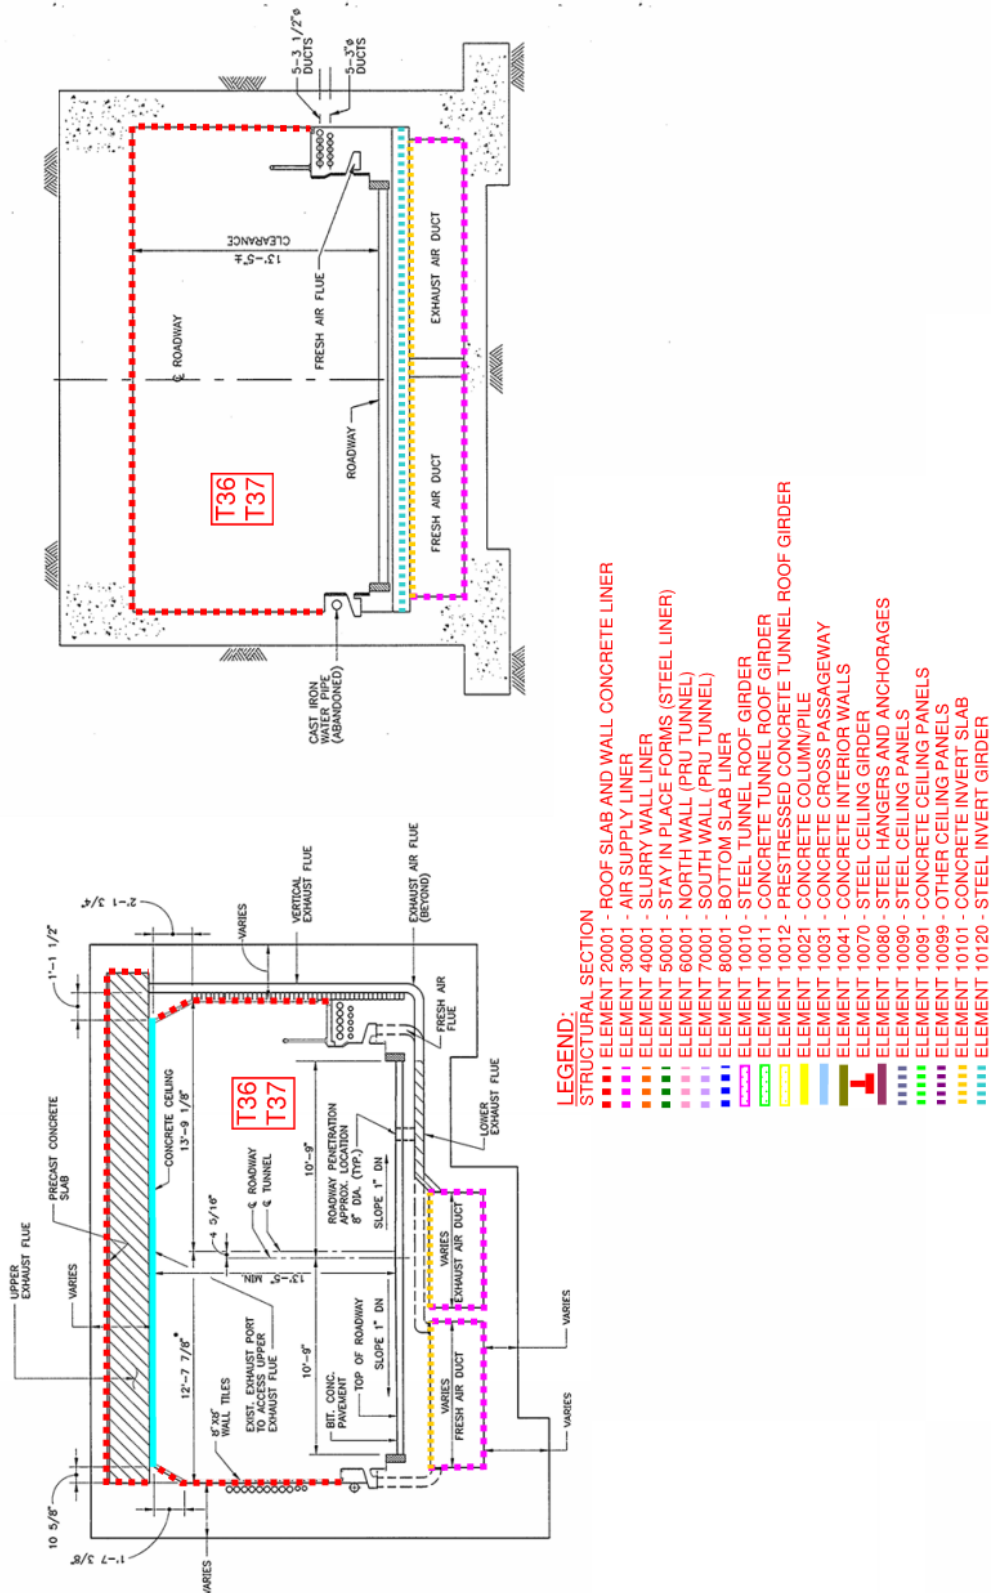 UPPER
EXHAUST FLUE
PRECAST CONCRETE
SLAB
VARIES
10 5/8"
1'-7 3/8"
VARIES
1'-1 1/2"
2'-1 3/4"
CONCRETE CEILING
12'-7 7/8"*
13'-9 1/8"
VARIES
VERTICAL
EXHAUST FLUE
8"X8"
WALL TILES
EXIST. EXHAUST PORT
TO ACCESS UPPER
EXHAUST FLUE
13'-5" MIN.
4 5/16"
℄ ROADWAY
℄ TUNNEL
T36
T37
10'-9"
10'-9"
BIT. CONC.
PAVEMENT
TOP OF ROADWAY
SLOPE 1" DN
SLOPE 1" DN
ROADWAY PENETRATION
APPROX. LOCATION
8" DIA. (TYP.)
EXHAUST AIR FLUE
(BEYOND)
FRESH AIR
FLUE
LOWER
EXHAUST FLUE
VARIES
FRESH AIR DUCT
VARIES
EXHAUST AIR DUCT
VARIES
VARIES
5-3 1/2"ø
DUCTS
5-3"ø
DUCTS
℄ ROADWAY
13'-5"±
CLEARANCE
T36
T37
FRESH AIR FLUE
ROADWAY
CAST IRON
WATER PIPE
(ABANDONED)
FRESH AIR DUCT
EXHAUST AIR DUCT
LEGEND:
STRUCTURAL SECTION
ELEMENT 20001 - ROOF SLAB AND WALL CONCRETE LINER
ELEMENT 30001 - AIR SUPPLY LINER
ELEMENT 40001 - SLURRY WALL LINER
ELEMENT 50001 - STAY IN PLACE FORMS (STEEL LINER)
ELEMENT 60001 - NORTH WALL (PRU TUNNEL)
ELEMENT 70001 - SOUTH WALL (PRU TUNNEL)
ELEMENT 80001 - BOTTOM SLAB LINER
ELEMENT 10010 - STEEL TUNNEL ROOF GIRDER
ELEMENT 10011 - CONCRETE TUNNEL ROOF GIRDER
ELEMENT 10012 - PRESTRESSED CONCRETE TUNNEL ROOF GIRDER
ELEMENT 10021 - CONCRETE COLUMN/PILE
ELEMENT 10031 - CONCRETE CROSS PASSAGEWAY
ELEMENT 10041 - CONCRETE INTERIOR WALLS
ELEMENT 10070 - STEEL CEILING GIRDER
ELEMENT 10080 - STEEL HANGERS AND ANCHORAGES
ELEMENT 10090 - STEEL CEILING PANELS
ELEMENT 10091 - CONCRETE CEILING PANELS
ELEMENT 10099 - OTHER CEILING PANELS
ELEMENT 10101 - CONCRETE INVERT SLAB
ELEMENT 10120 - STEEL INVERT GIRDER